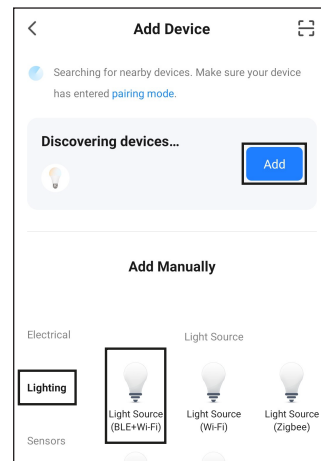 Add Device
Searching for nearby devices. Make sure your device
has entered pairing mode.
Discovering devices...
Add
Add Manually
Electrical
Light Source
Lighting
Light Source
(BLE+Wi-Fi)
Light Source
(Wi-Fi)
Light Source
(Zigbee)
Sensors